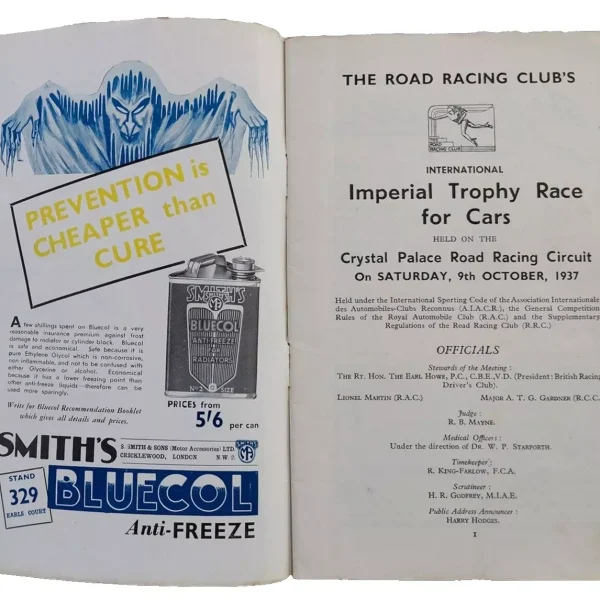 PREVENTION is
CHEAPER than
CURE
A few shillings spent on Bluecol is a very
reasonable insurance premium against frost
damage to radiator or cylinder block. Bluecol
is safe and economical. Safe because it is
pure Ethylene Glycol which is non-corrosive,
non inflammable, and not to be confused with
either Glycerine or alcohol. Economical
because it has a lower freezing point than
other anti-freeze liquids—therefore can be
used more sparingly.
Write for Bluecol Recommendation Booklet
which gives all details and prices.
SMITH'S
MA
BLUECOL
ANTI-FREEZE
FOR
RADIATORS
No 2 SIZE
PRICES from
5'6 per can
SMITH'S
S. SMITH & SONS (Motor Accessories) LTD.
CRICKLEWOOD, LONDON N.W. 2.
MA
STAND
329
EARLS COURT
BLUECOL
Anti-FREEZE
THE ROAD RACING CLUB'S
THE
ROAD
RACING CLUB
INTERNATIONAL
Imperial Trophy Race
for Cars
HELD ON THE
Crystal Palace Road Racing Circuit
On SATURDAY, 9th OCTOBER, 1937
Held under the International Sporting Code of the Association Internationale
des Automobiles-Clubs Reconnus (A.I.A.C.R.), the General Competition
Rules of the Royal Automobile Club (R.A.C.) and the Supplementary
Regulations of the Road Racing Club (R.R.C.)
OFFICIALS
Stewards of the Meeting :
The Rt. Hon. The Earl Howe, P.C., C.B.E., V.D. (President: British Racing
Driver's Club).
Lionel Martin (R.A.C.) Major A. T. G. Gardner (R.C.C.
Judge :
R. B. Mayne.
Medical Officers :
Under the direction of Dr. W. P. Starforth.
Timekeeper :
R. King-Farlow, F.C.A.
Scrutineer :
H. R. Godfrey, M.I.A.E.
Public Address Announcer :
Harry Hodges.
1